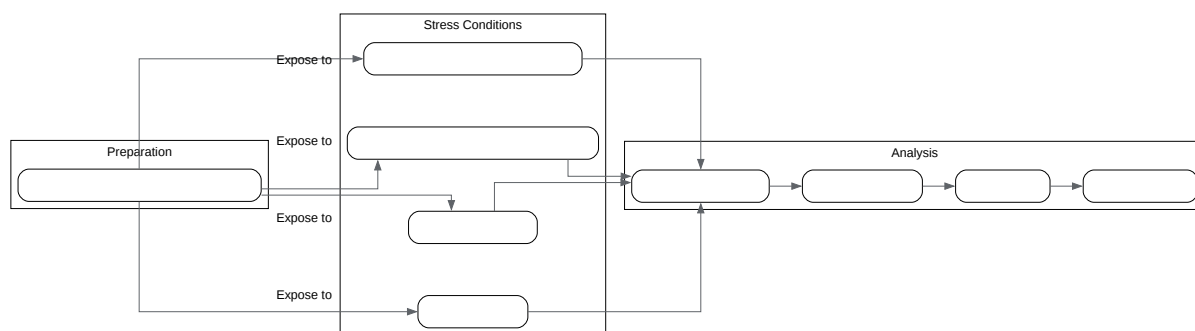 Stress Conditions
Expose to
Expose to
Preparation
Analysis
Expose to
Expose to